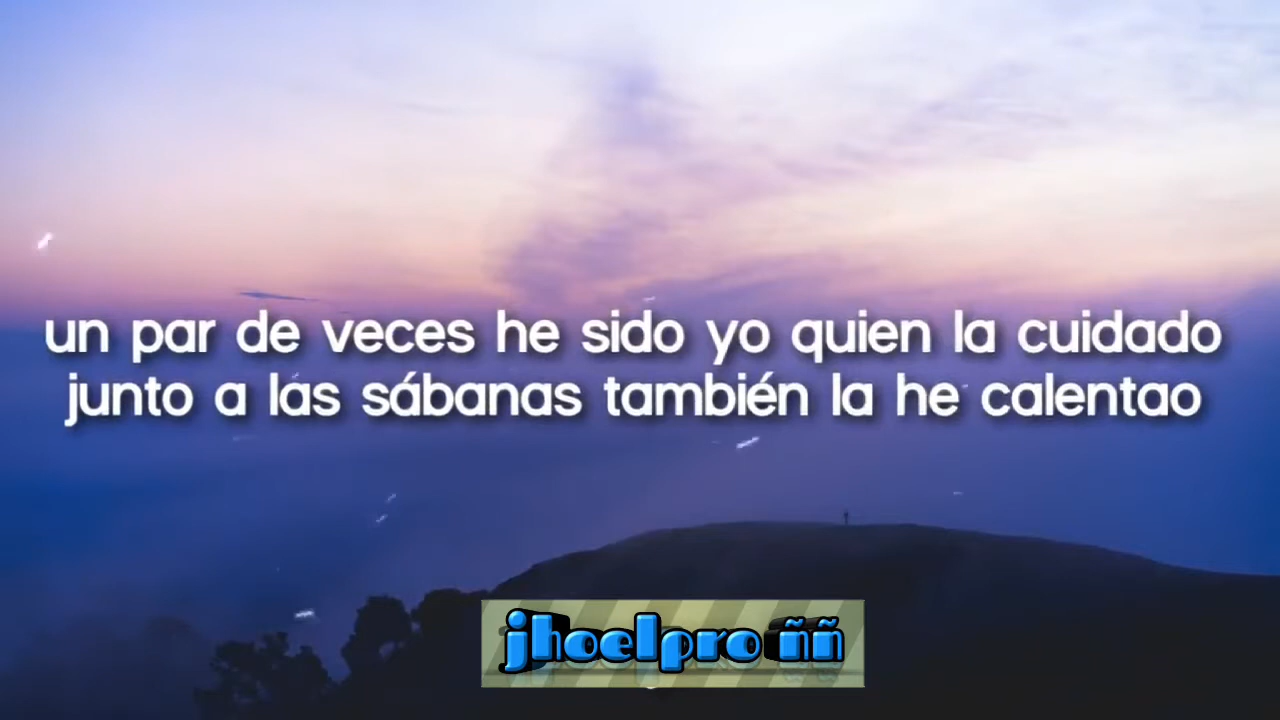 un par de veces he sido yo quien la cuidado
junto a las sábanas también la he calentao
jhoelpro ññ